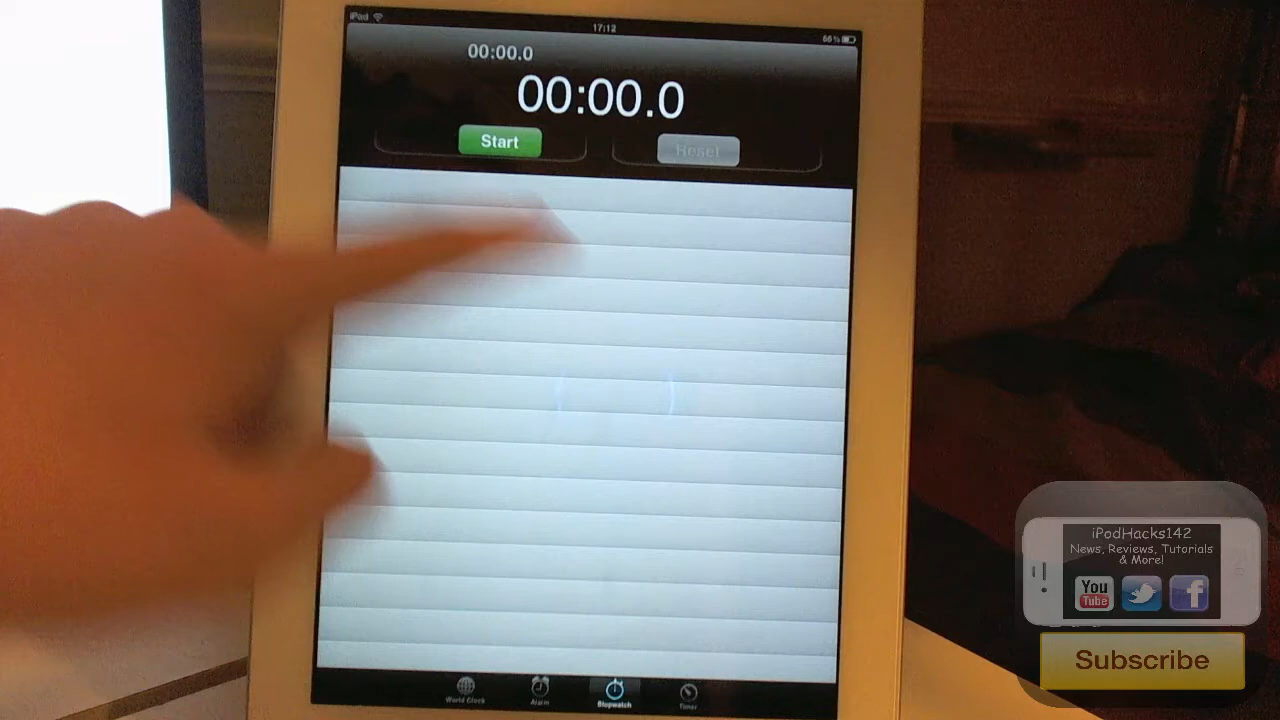 iPad
17:12
66%
00:00.0
00:00.0
Start
Reset
World Clock
Alarm
Stopwatch
Timer
iPodHacks142
News, Reviews, Tutorials
& More!
You
Tube
f
Subscribe